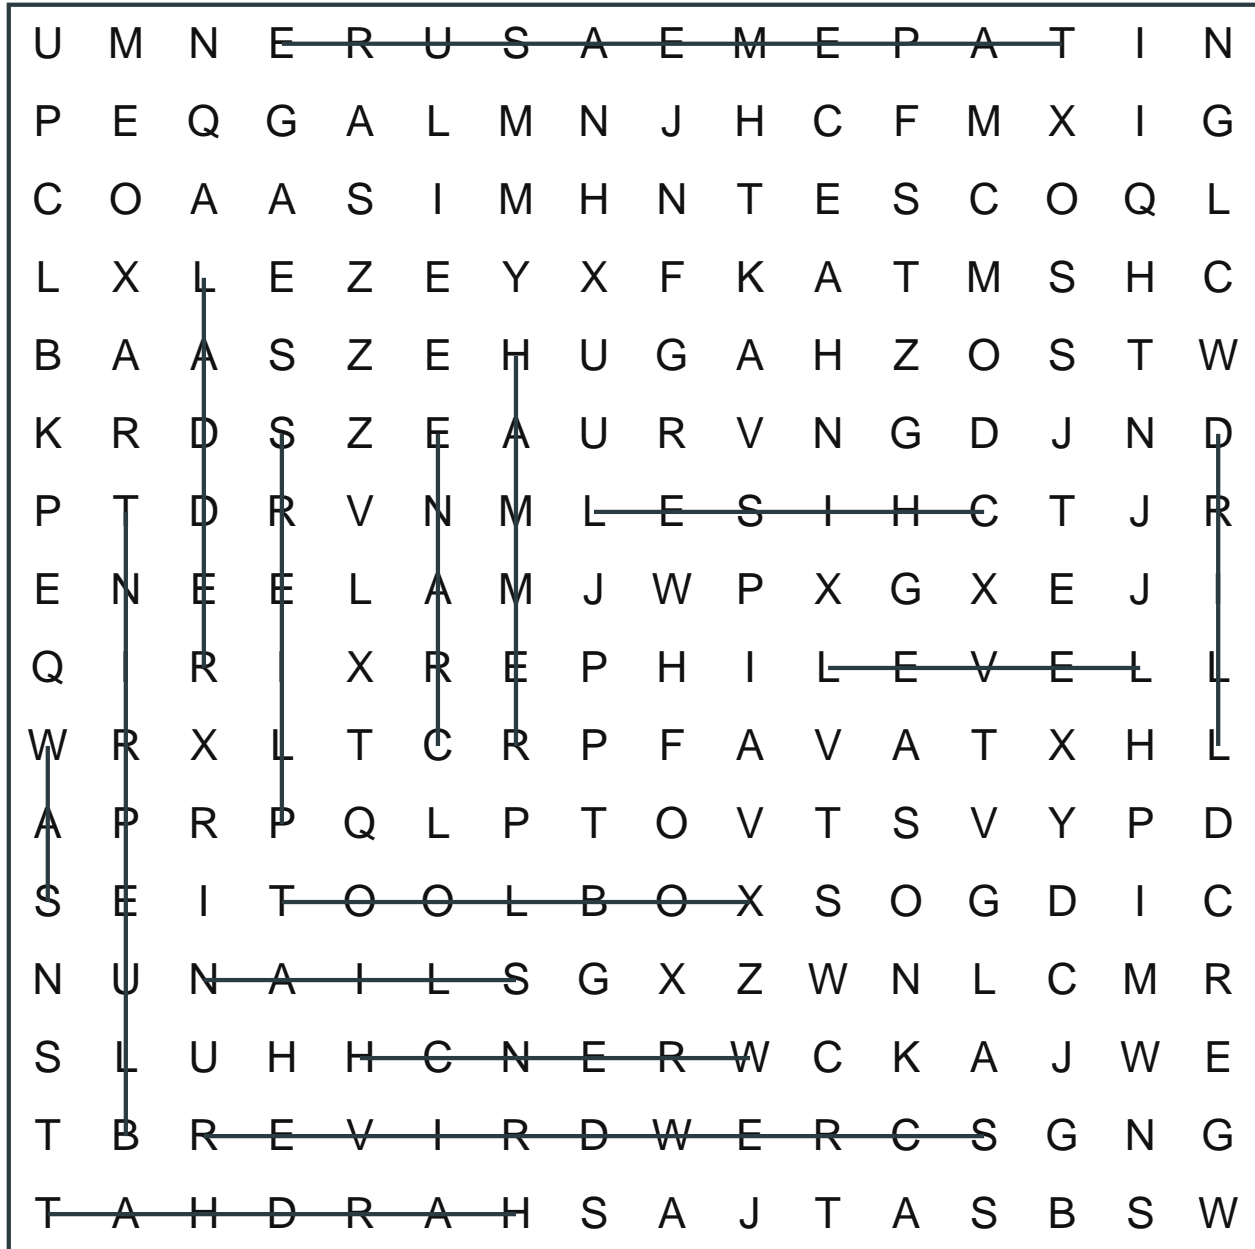 U M N E R U S A E M E P A T I N
P E Q G A L M N J H C F M X I G
C O A A S I M H N T E S C O Q L
L X L E Z E Y X F K A T M S H C
B A A S Z E H U G A H Z O S T W
K R D S Z E A U R V N G D J N D
P T D R V N M L E S I H C T J R
E N E E L A M J W P X G X E J I
Q I R I X R E P H I L E V E L L
W R X L T C R P F A V A T X H L
A P R P Q L P T O V T S V Y P D
S E I T O O L B O X S O G D I C
N U N A I L S G X Z W N L C M R
S L U H H C N E R W C K A J W E
T B R E V I R D W E R C S G N G
T A H D R A H S A J T A S B S W